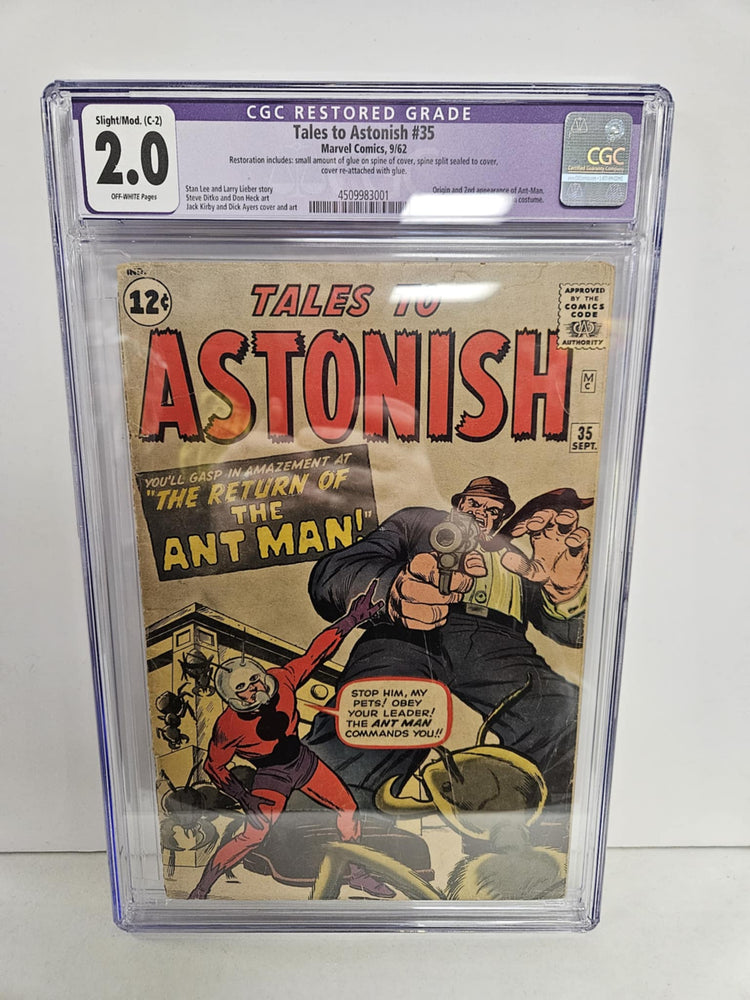 CGC RESTORED GRADE
Slight/Mod. (C-2)
2.0
OFF-WHITE Pages
Tales to Astonish #35
Marvel Comics, 9/62
Restoration includes: small amount of glue on spine of cover, spine split sealed to cover,
cover re-attached with glue.
Stan Lee and Larry Lieber story
Steve Ditko and Don Heck art
Jack Kirby and Dick Ayers cover and art
4509983001
Origin and 2nd appearance of Ant-Man.
costume.
CGC
IND.
12¢
TALES TO
ASTONISH
APPROVED
BY THE
COMICS
CODE
AUTHORITY
MC
35
SEPT.
YOU'LL GASP IN AMAZEMENT AT
"THE RETURN OF
THE
ANT MAN!"
STOP HIM, MY
PETS! OBEY
YOUR LEADER!
THE ANT MAN
COMMANDS YOU!!